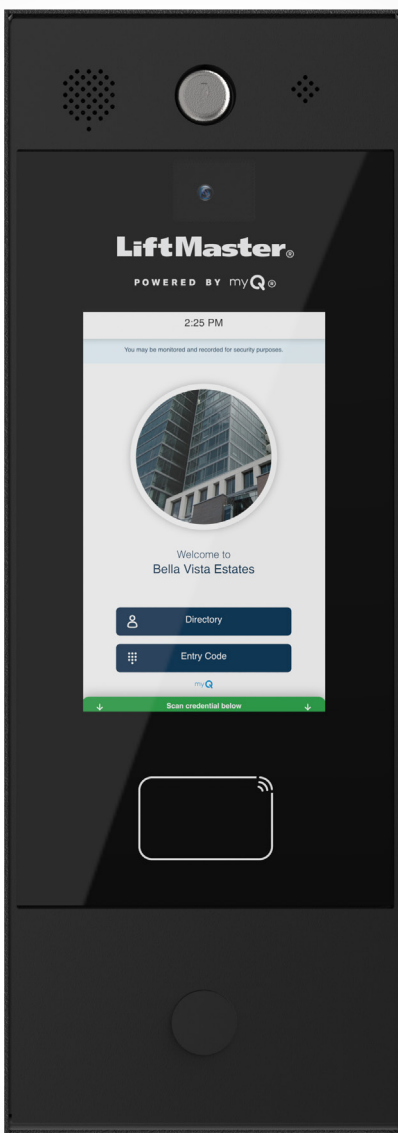 LiftMaster®
POWERED BY myQ®
2:25 PM
You may be monitored and recorded for security purposes.
Welcome to
Bella Vista Estates
Directory
Entry Code
myQ
Scan credential below